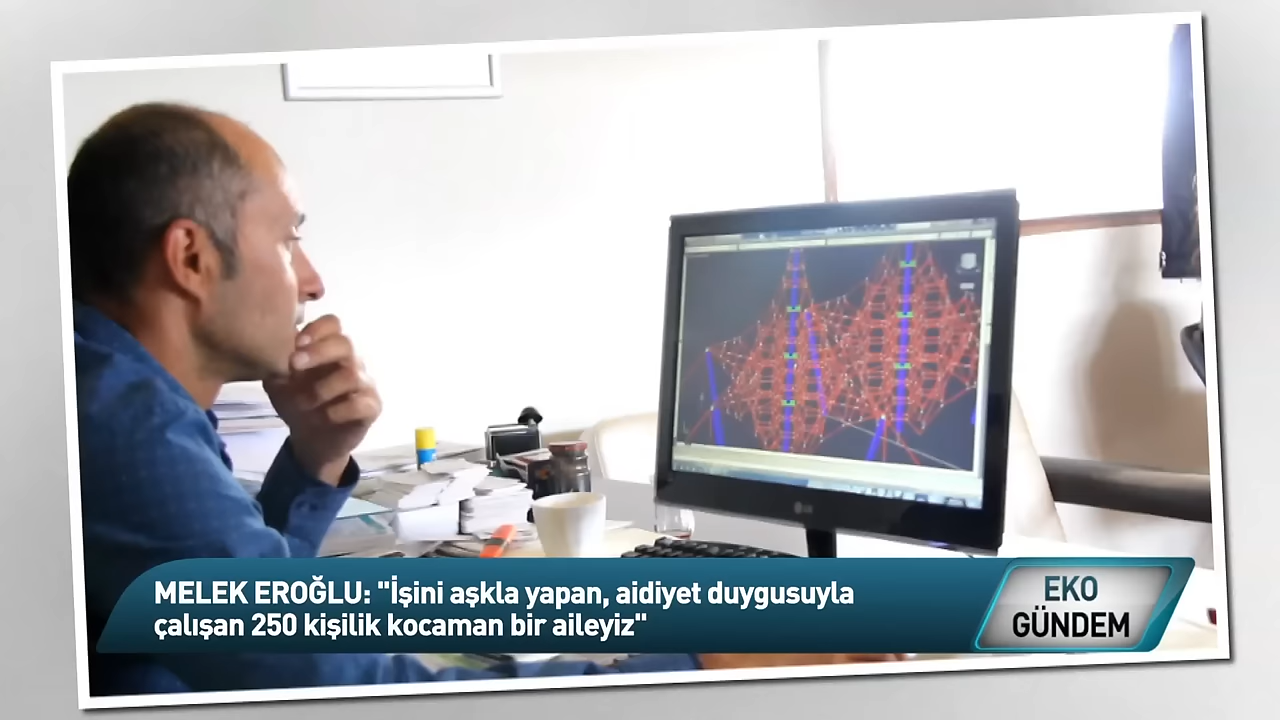 LG
MELEK EROĞLU: "İşini aşkla yapan, aidiyet duygusuyla
çalışan 250 kişilik kocaman bir aileyiz"
EKO
GÜNDEM